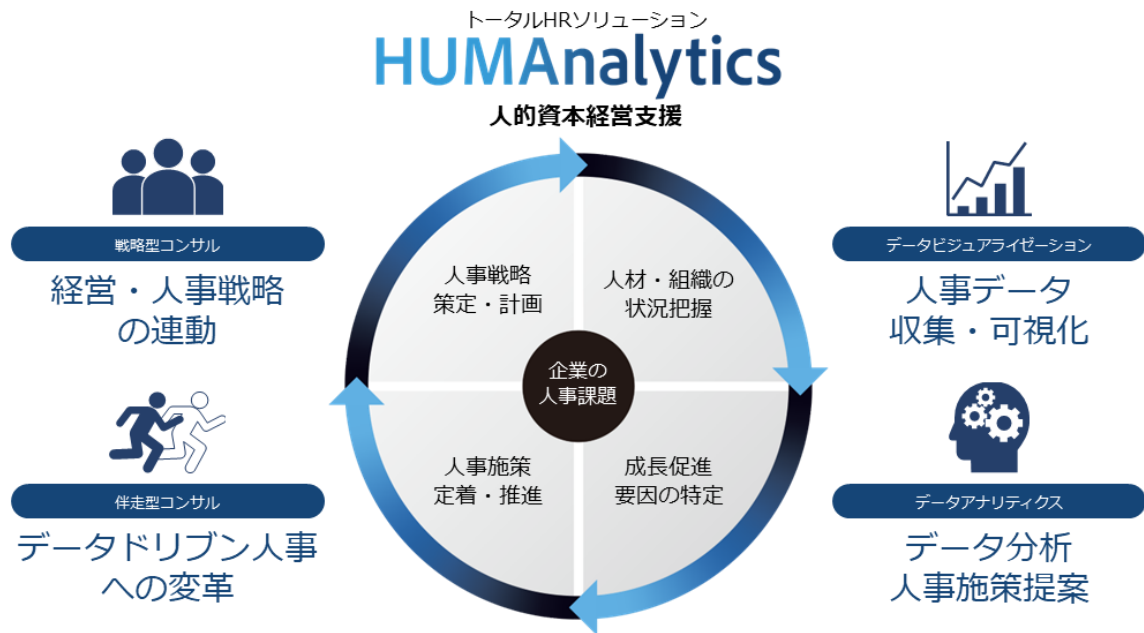 トータルHRソリューション
HUMAnalytics
人的資本経営支援
戦略型コンサル
経営・人事戦略
の連動
データビジュアライゼーション
人事データ
収集・可視化
人事戦略
策定・計画
人材・組織の
状況把握
企業の
人事課題
人事施策
定着・推進
成長促進
要因の特定
伴走型コンサル
データドリブン人事
への変革
データアナリティクス
データ分析
人事施策提案